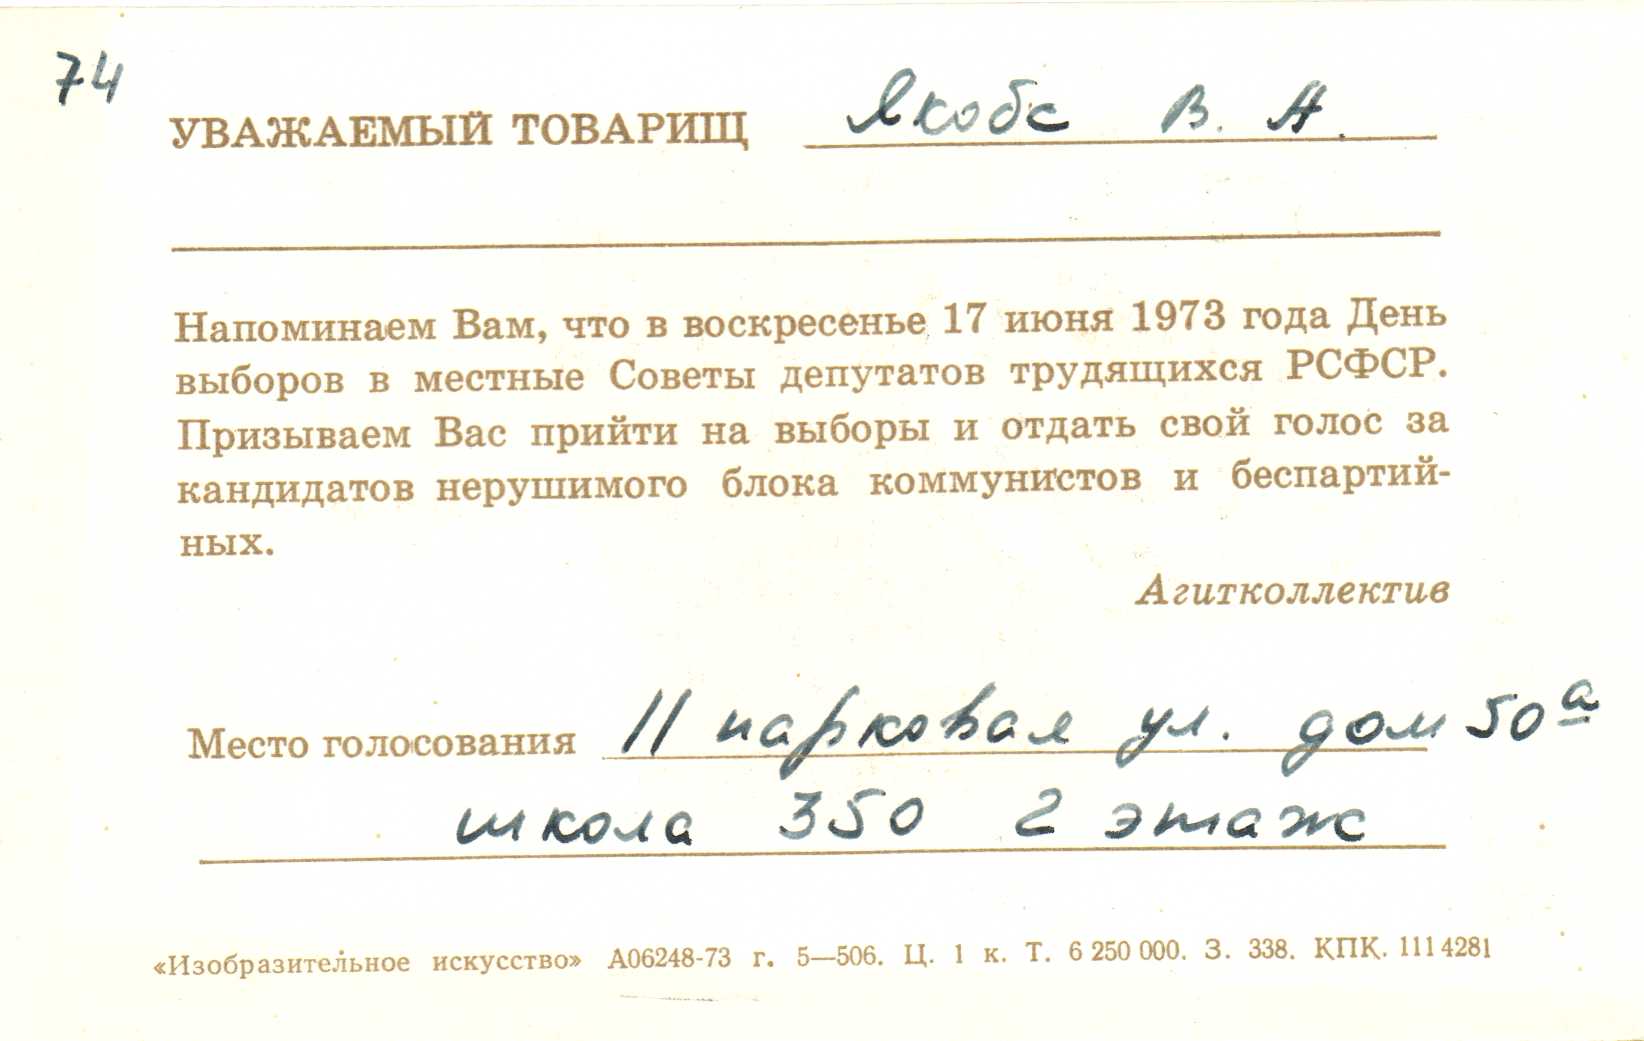 74
УВАЖАЕМЫЙ ТОВАРИЩ Якобс В. А.
Напоминаем Вам, что в воскресенье 17 июня 1973 года День
выборов в местные Советы депутатов трудящихся РСФСР.
Призываем Вас прийти на выборы и отдать свой голос за
кандидатов нерушимого блока коммунистов и беспартий-
ных.
Агитколлектив
Место голосования 11 парковая ул. дом 50а
школа 350 2 этаж
«Изобразительное искусство» А06248-73 г. 5—506. Ц. 1 к. Т. 6 250 000. З. 338. КПК. 1114281